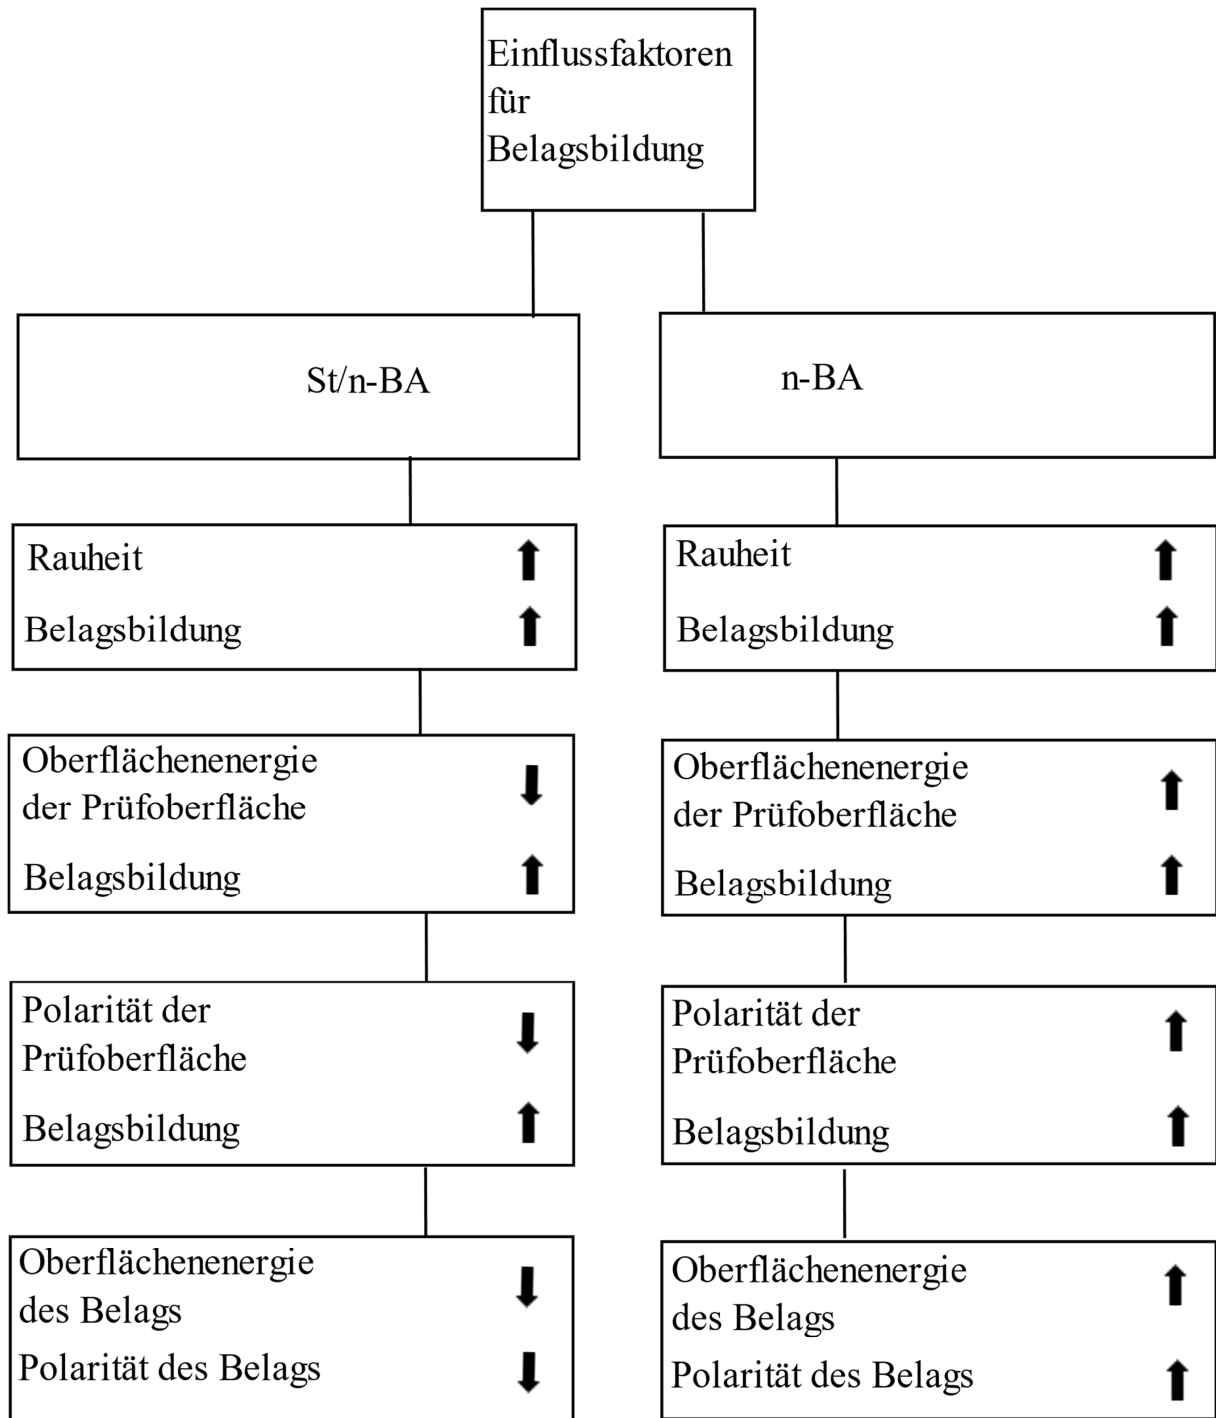 Einflussfaktoren
für
Belagsbildung
St/n-BA
n-BA
Rauheit
Belagsbildung
Rauheit
Belagsbildung
Oberflächenenergie
der Prüfoberfläche
Belagsbildung
Oberflächenenergie
der Prüfoberfläche
Belagsbildung
Polarität der
Prüfoberfläche
Belagsbildung
Polarität der
Prüfoberfläche
Belagsbildung
Oberflächenenergie
des Belags
Polarität des Belags
Oberflächenenergie
des Belags
Polarität des Belags